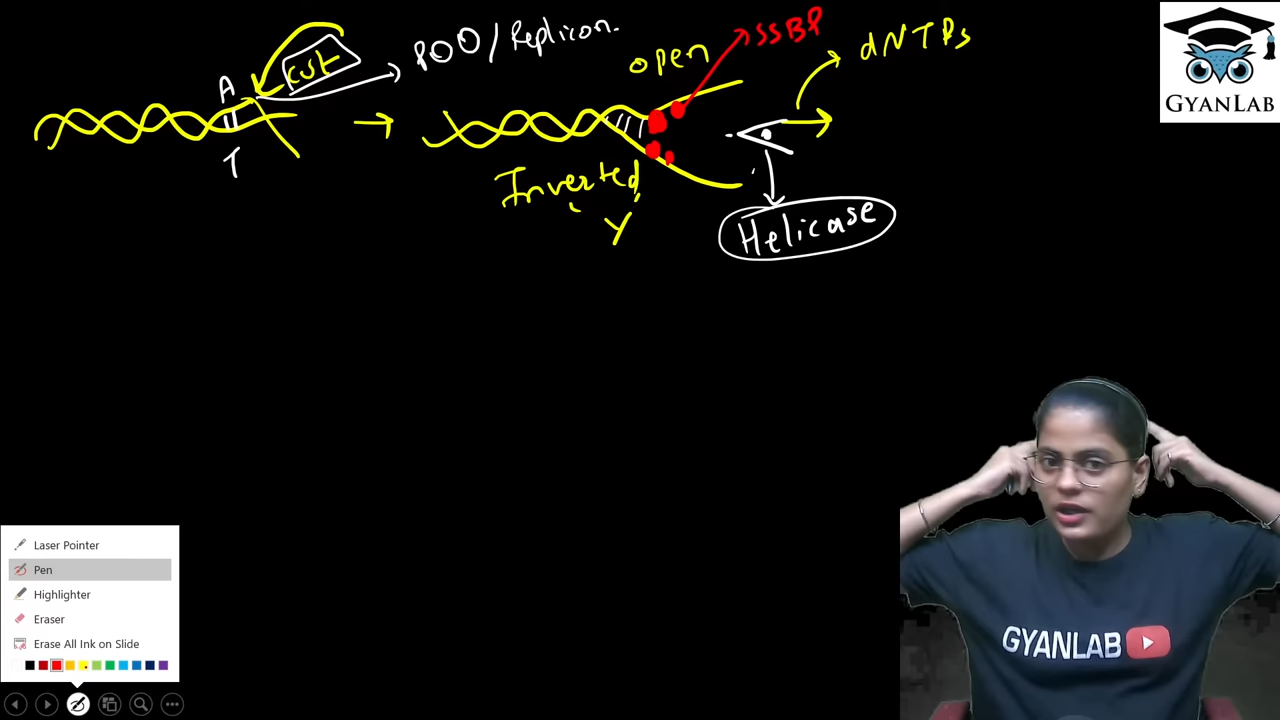 A
cut
POO/Replicon.
T
open
SSBP
dNTPs
Inverted
Y
Helicase
GYANLAB
GYANLAB
Laser Pointer
Pen
Highlighter
Eraser
Erase All Ink on Slide